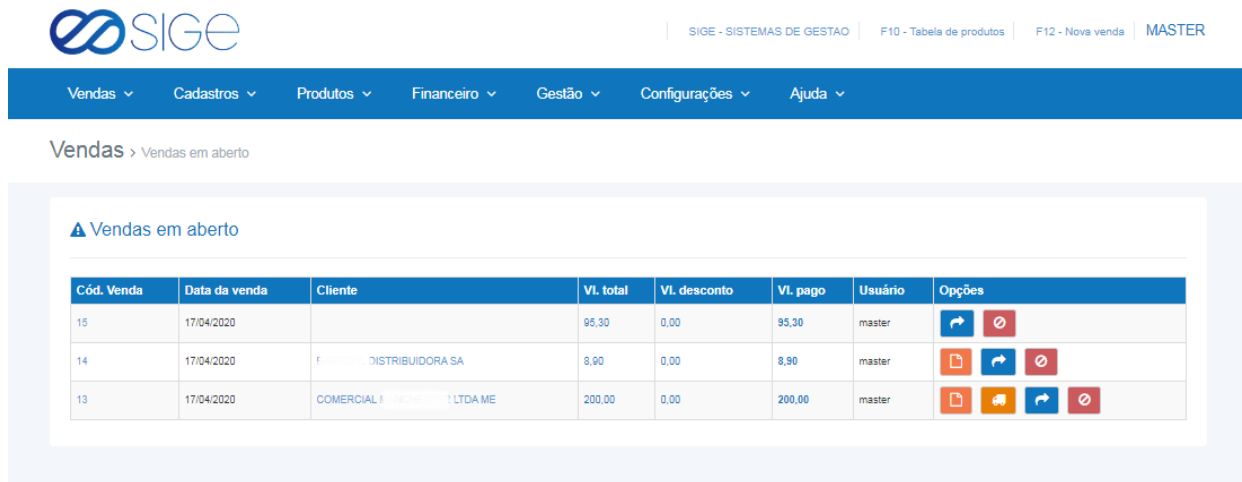 SIGE
SIGE - SISTEMAS DE GESTAO F10 - Tabela de produtos F12 - Nova venda MASTER
Vendas Cadastros Produtos Financeiro Gestão Configurações Ajuda
Vendas > Vendas em aberto
Vendas em aberto
Cód. Venda Data da venda Cliente Vl. total Vl. desconto Vl. pago Usuário Opções
15 17/04/2020 95,30 0,00 95,30 master
14 17/04/2020 DISTRIBUIDORA SA 8,90 0,00 8,90 master
13 17/04/2020 COMERCIAL LTDA ME 200,00 0,00 200,00 master